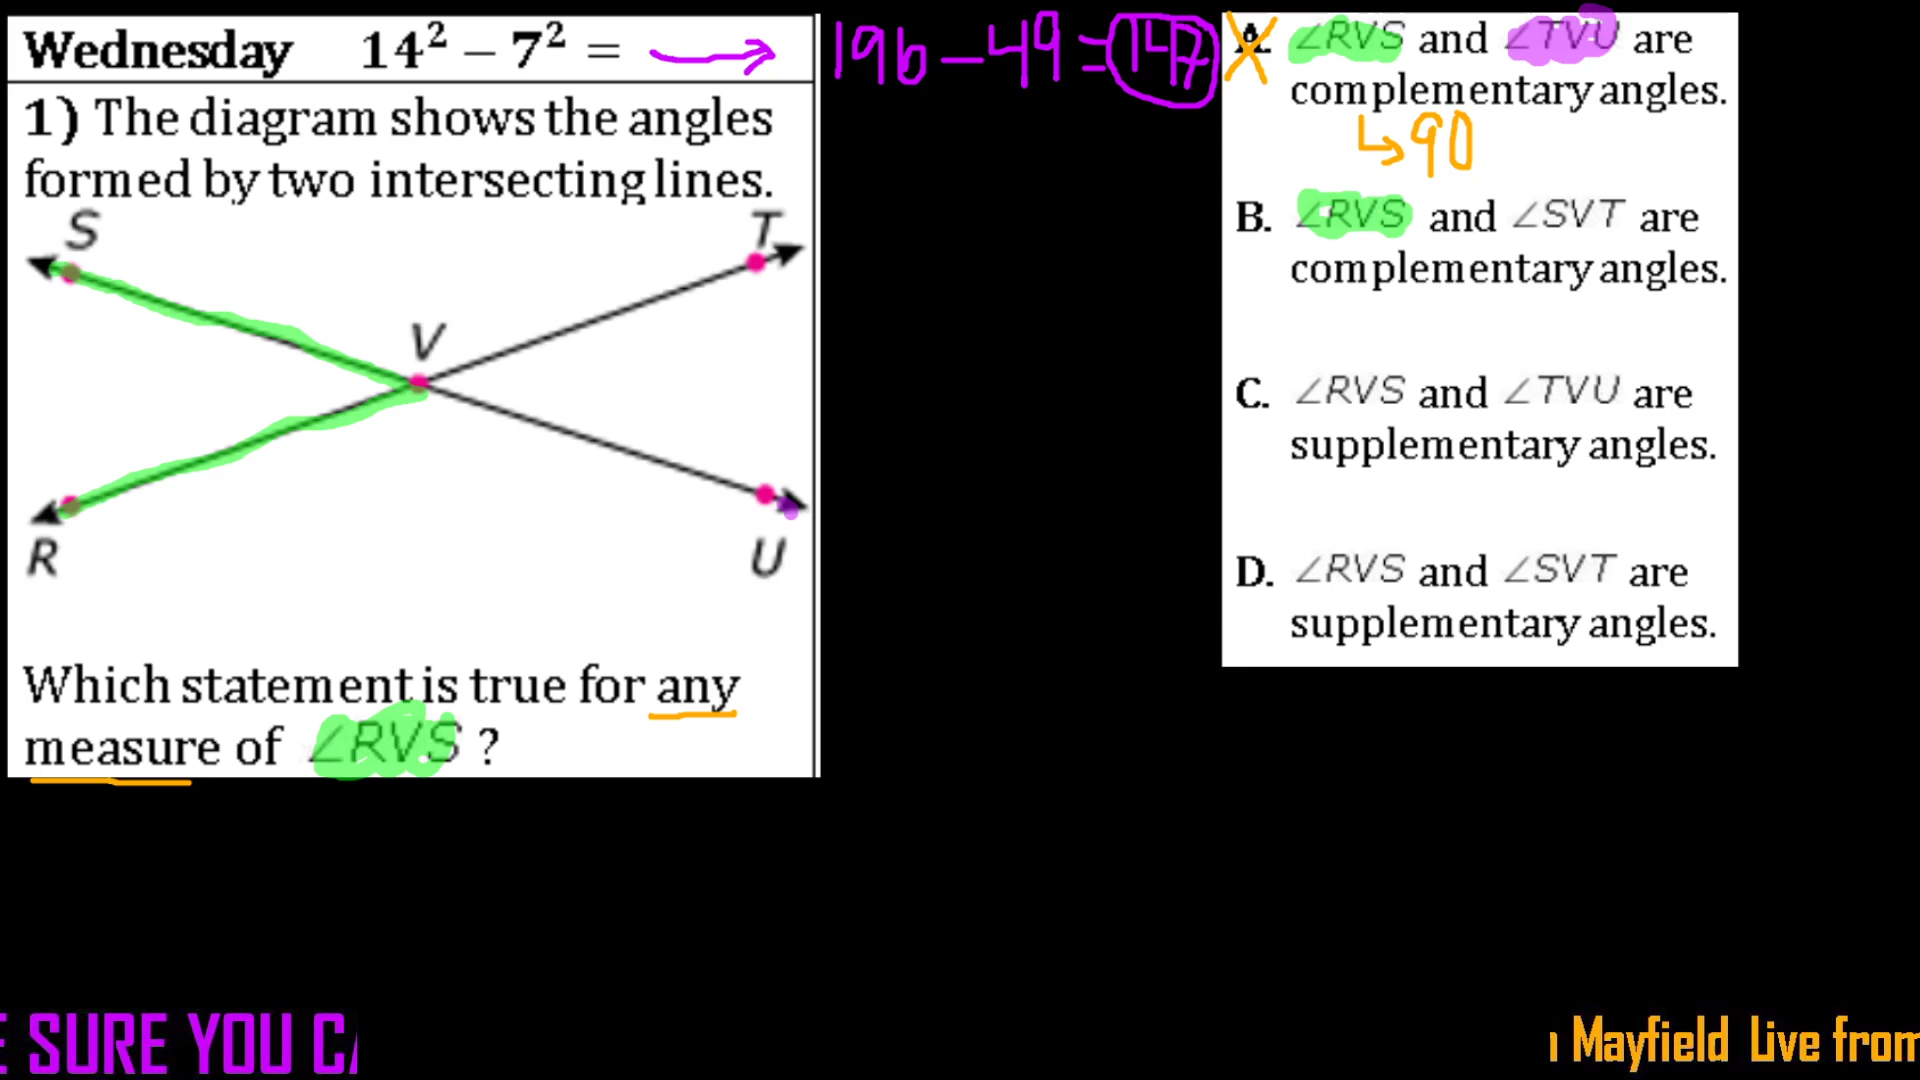 Wednesday 14² – 7² =
196 – 49 = 147
1) The diagram shows the angles
formed by two intersecting lines.
S
T
V
R
U
Which statement is true for any
measure of ∠RVS ?
A. ∠RVS and ∠TVU are
complementary angles.
90
B. ∠RVS and ∠SVT are
complementary angles.
C. ∠RVS and ∠TVU are
supplementary angles.
D. ∠RVS and ∠SVT are
supplementary angles.
SURE YOU
Mayfield Live from